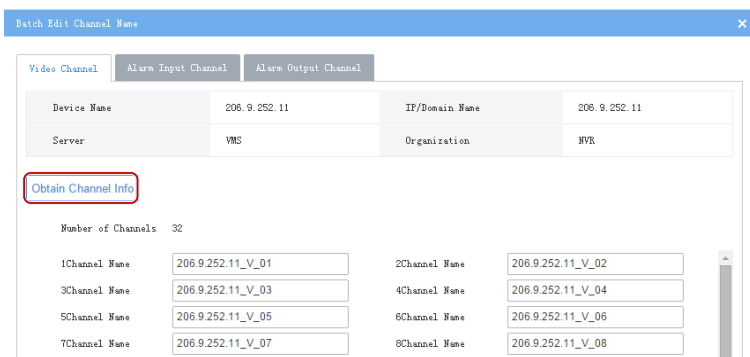 Batch Edit Channel Name
Video Channel Alarm Input Channel Alarm Output Channel
Device Name 206.9.252.11 IP/Domain Name 206.9.252.11
Server VMS Organization NVR
Obtain Channel Info
Number of Channels 32
1Channel Name 206.9.252.11_V_01 2Channel Name 206.9.252.11_V_02
3Channel Name 206.9.252.11_V_03 4Channel Name 206.9.252.11_V_04
5Channel Name 206.9.252.11_V_05 6Channel Name 206.9.252.11_V_06
7Channel Name 206.9.252.11_V_07 8Channel Name 206.9.252.11_V_08